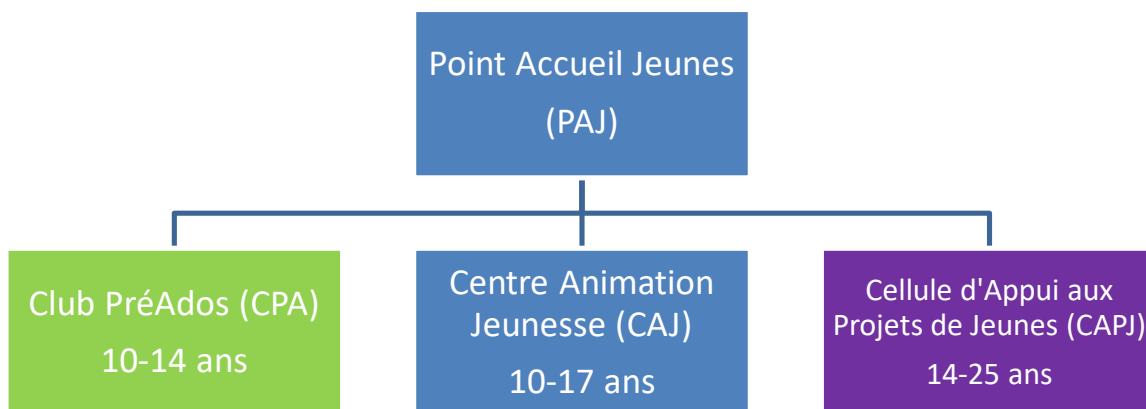 Point Accueil Jeunes
(PAJ)
Club PréAdos (CPA)
10-14 ans
Centre Animation
Jeunesse (CAJ)
10-17 ans
Cellule d'Appui aux
Projets de Jeunes (CAPJ)
14-25 ans